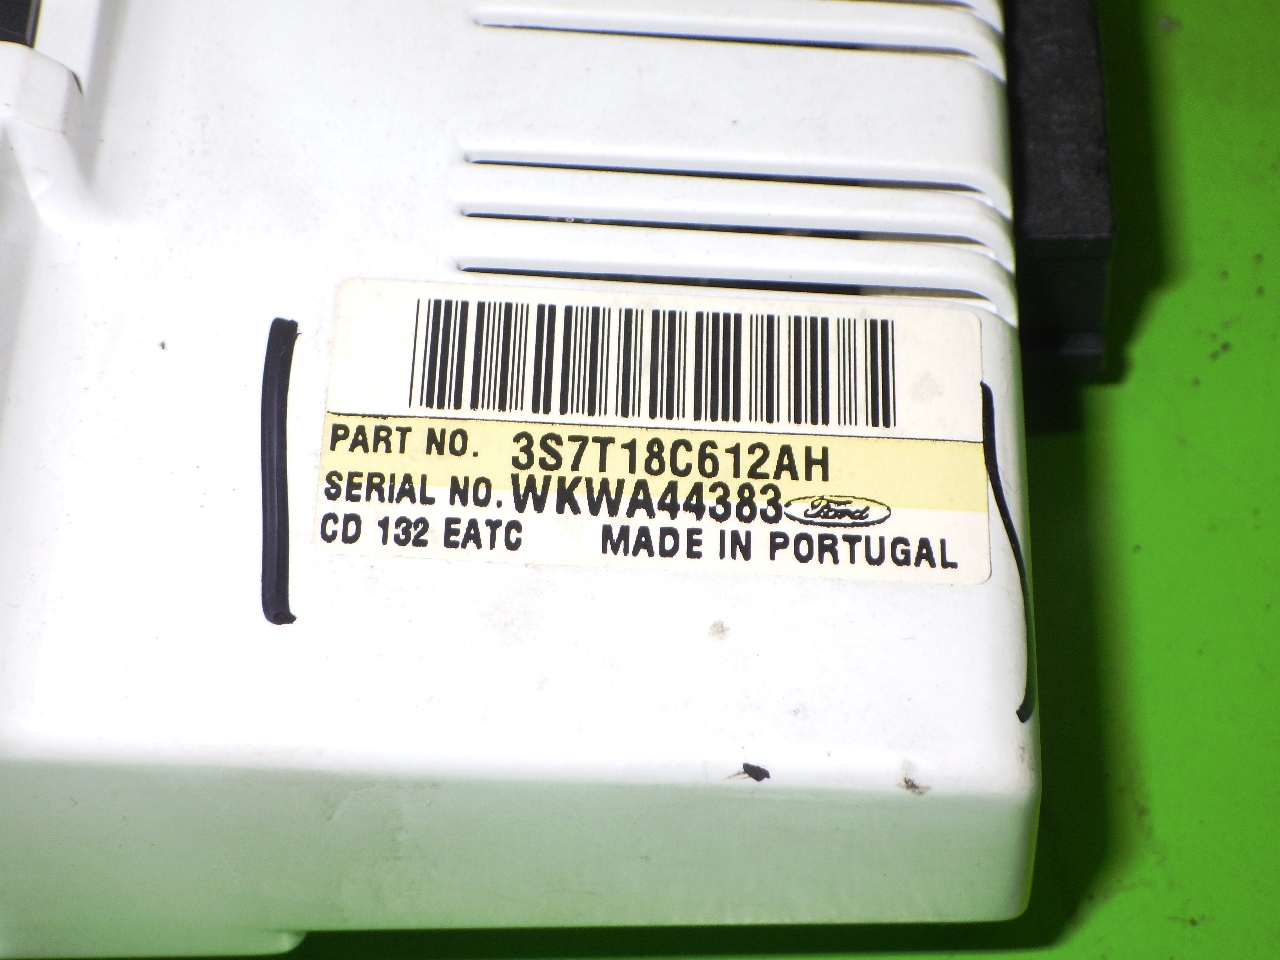 PART NO. 3S7T18C612AH
SERIAL NO. WKWA44383 Ford
CD 132 EATC MADE IN PORTUGAL